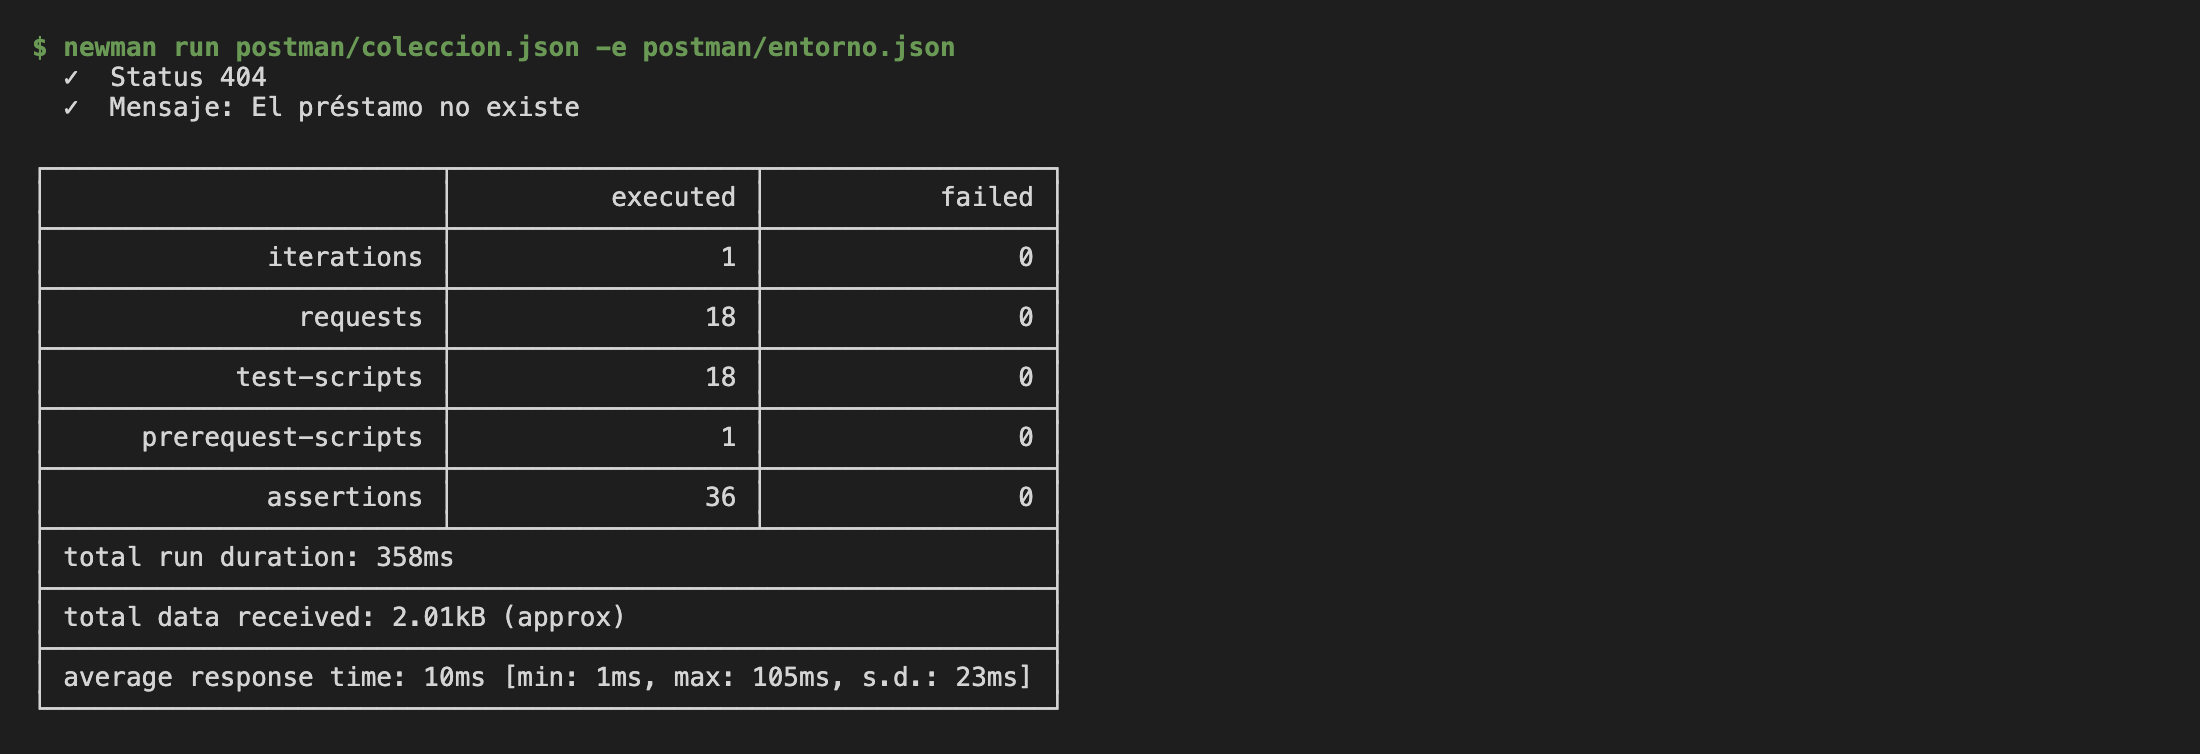 $ newman run postman/coleccion.json -e postman/entorno.json
✓ Status 404
✓ Mensaje: El préstamo no existe
executed failed
iterations 1 0
requests 18 0
test-scripts 18 0
prerequest-scripts 1 0
assertions 36 0
total run duration: 358ms
total data received: 2.01kB (approx)
average response time: 10ms [min: 1ms, max: 105ms, s.d.: 23ms]